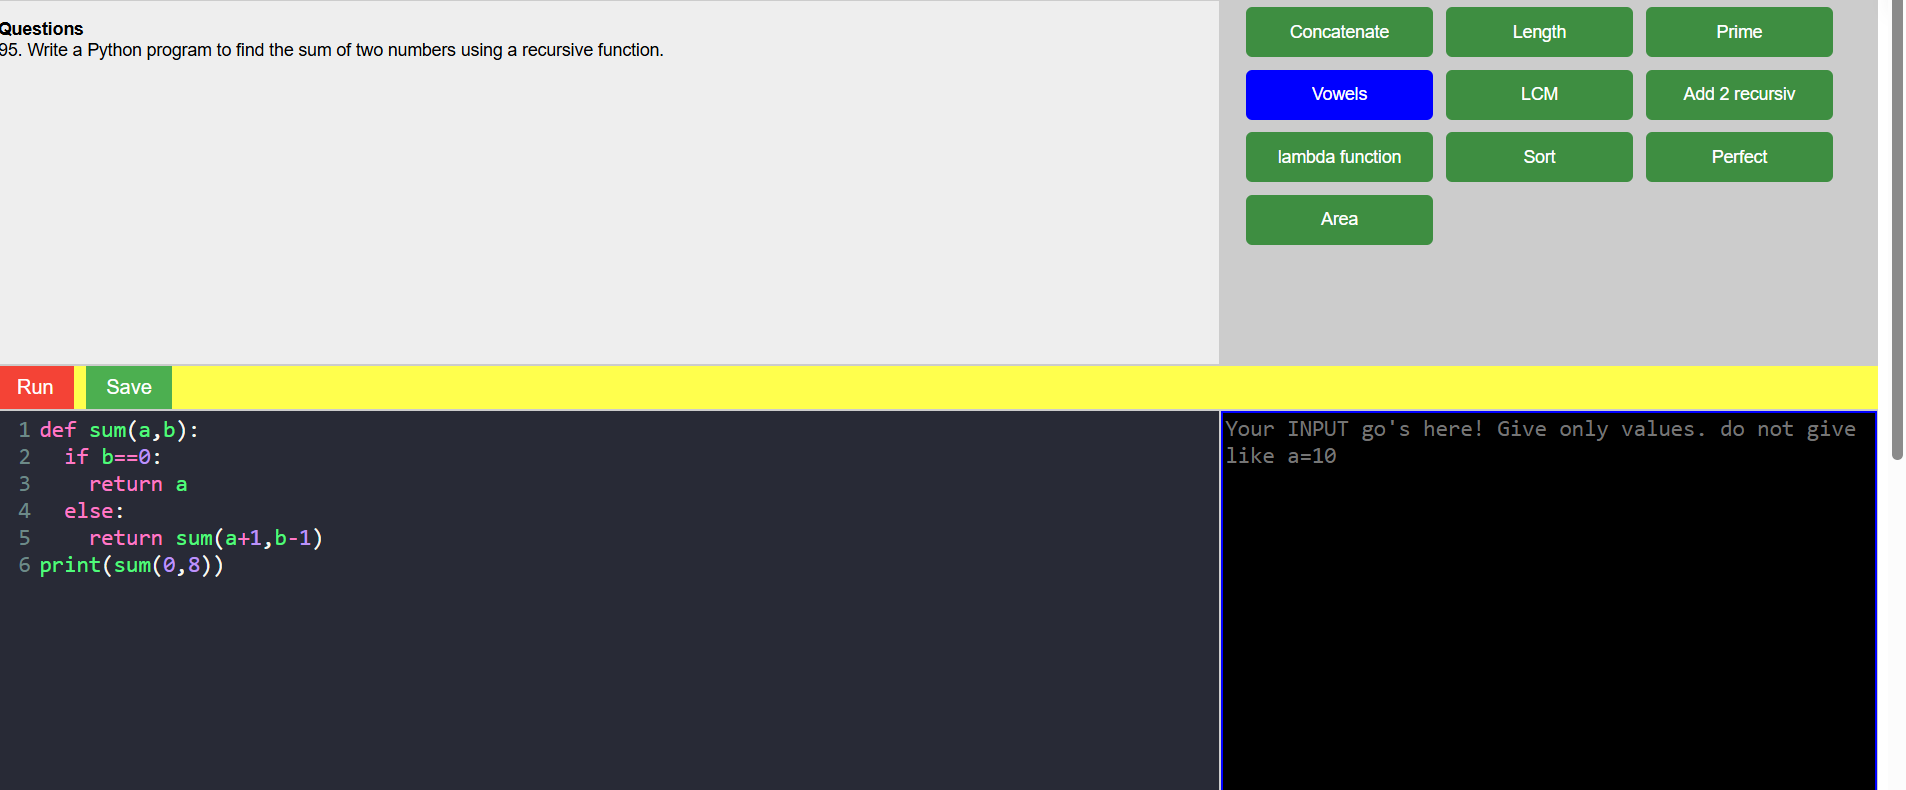 Questions
95. Write a Python program to find the sum of two numbers using a recursive function.
Concatenate
Length
Prime
Vowels
LCM
Add 2 recursiv
lambda function
Sort
Perfect
Area
Run
Save
1 def sum(a,b):
2   if b==0:
3     return a
4   else:
5     return sum(a+1,b-1)
6 print(sum(0,8))
Your INPUT go's here! Give only values. do not give
like a=10